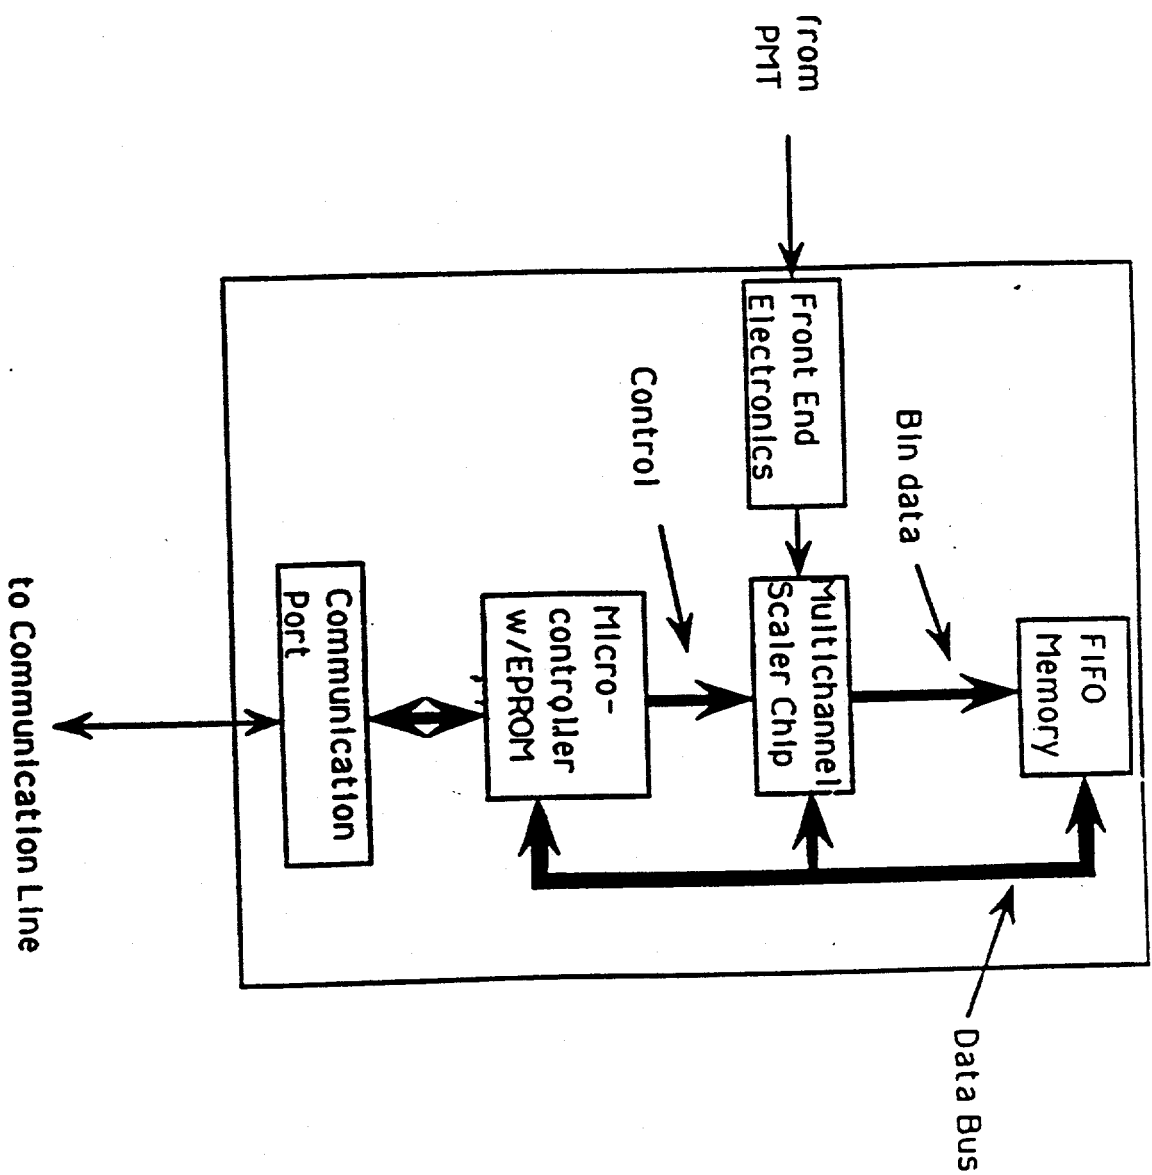 from
PMT
Front End
Electronics
Bin data
Control
FIFO
Memory
Multichannel
Scaler Chip
Micro-
controller
w/EPROM
Communication
Port
Data Bus
to Communication Line